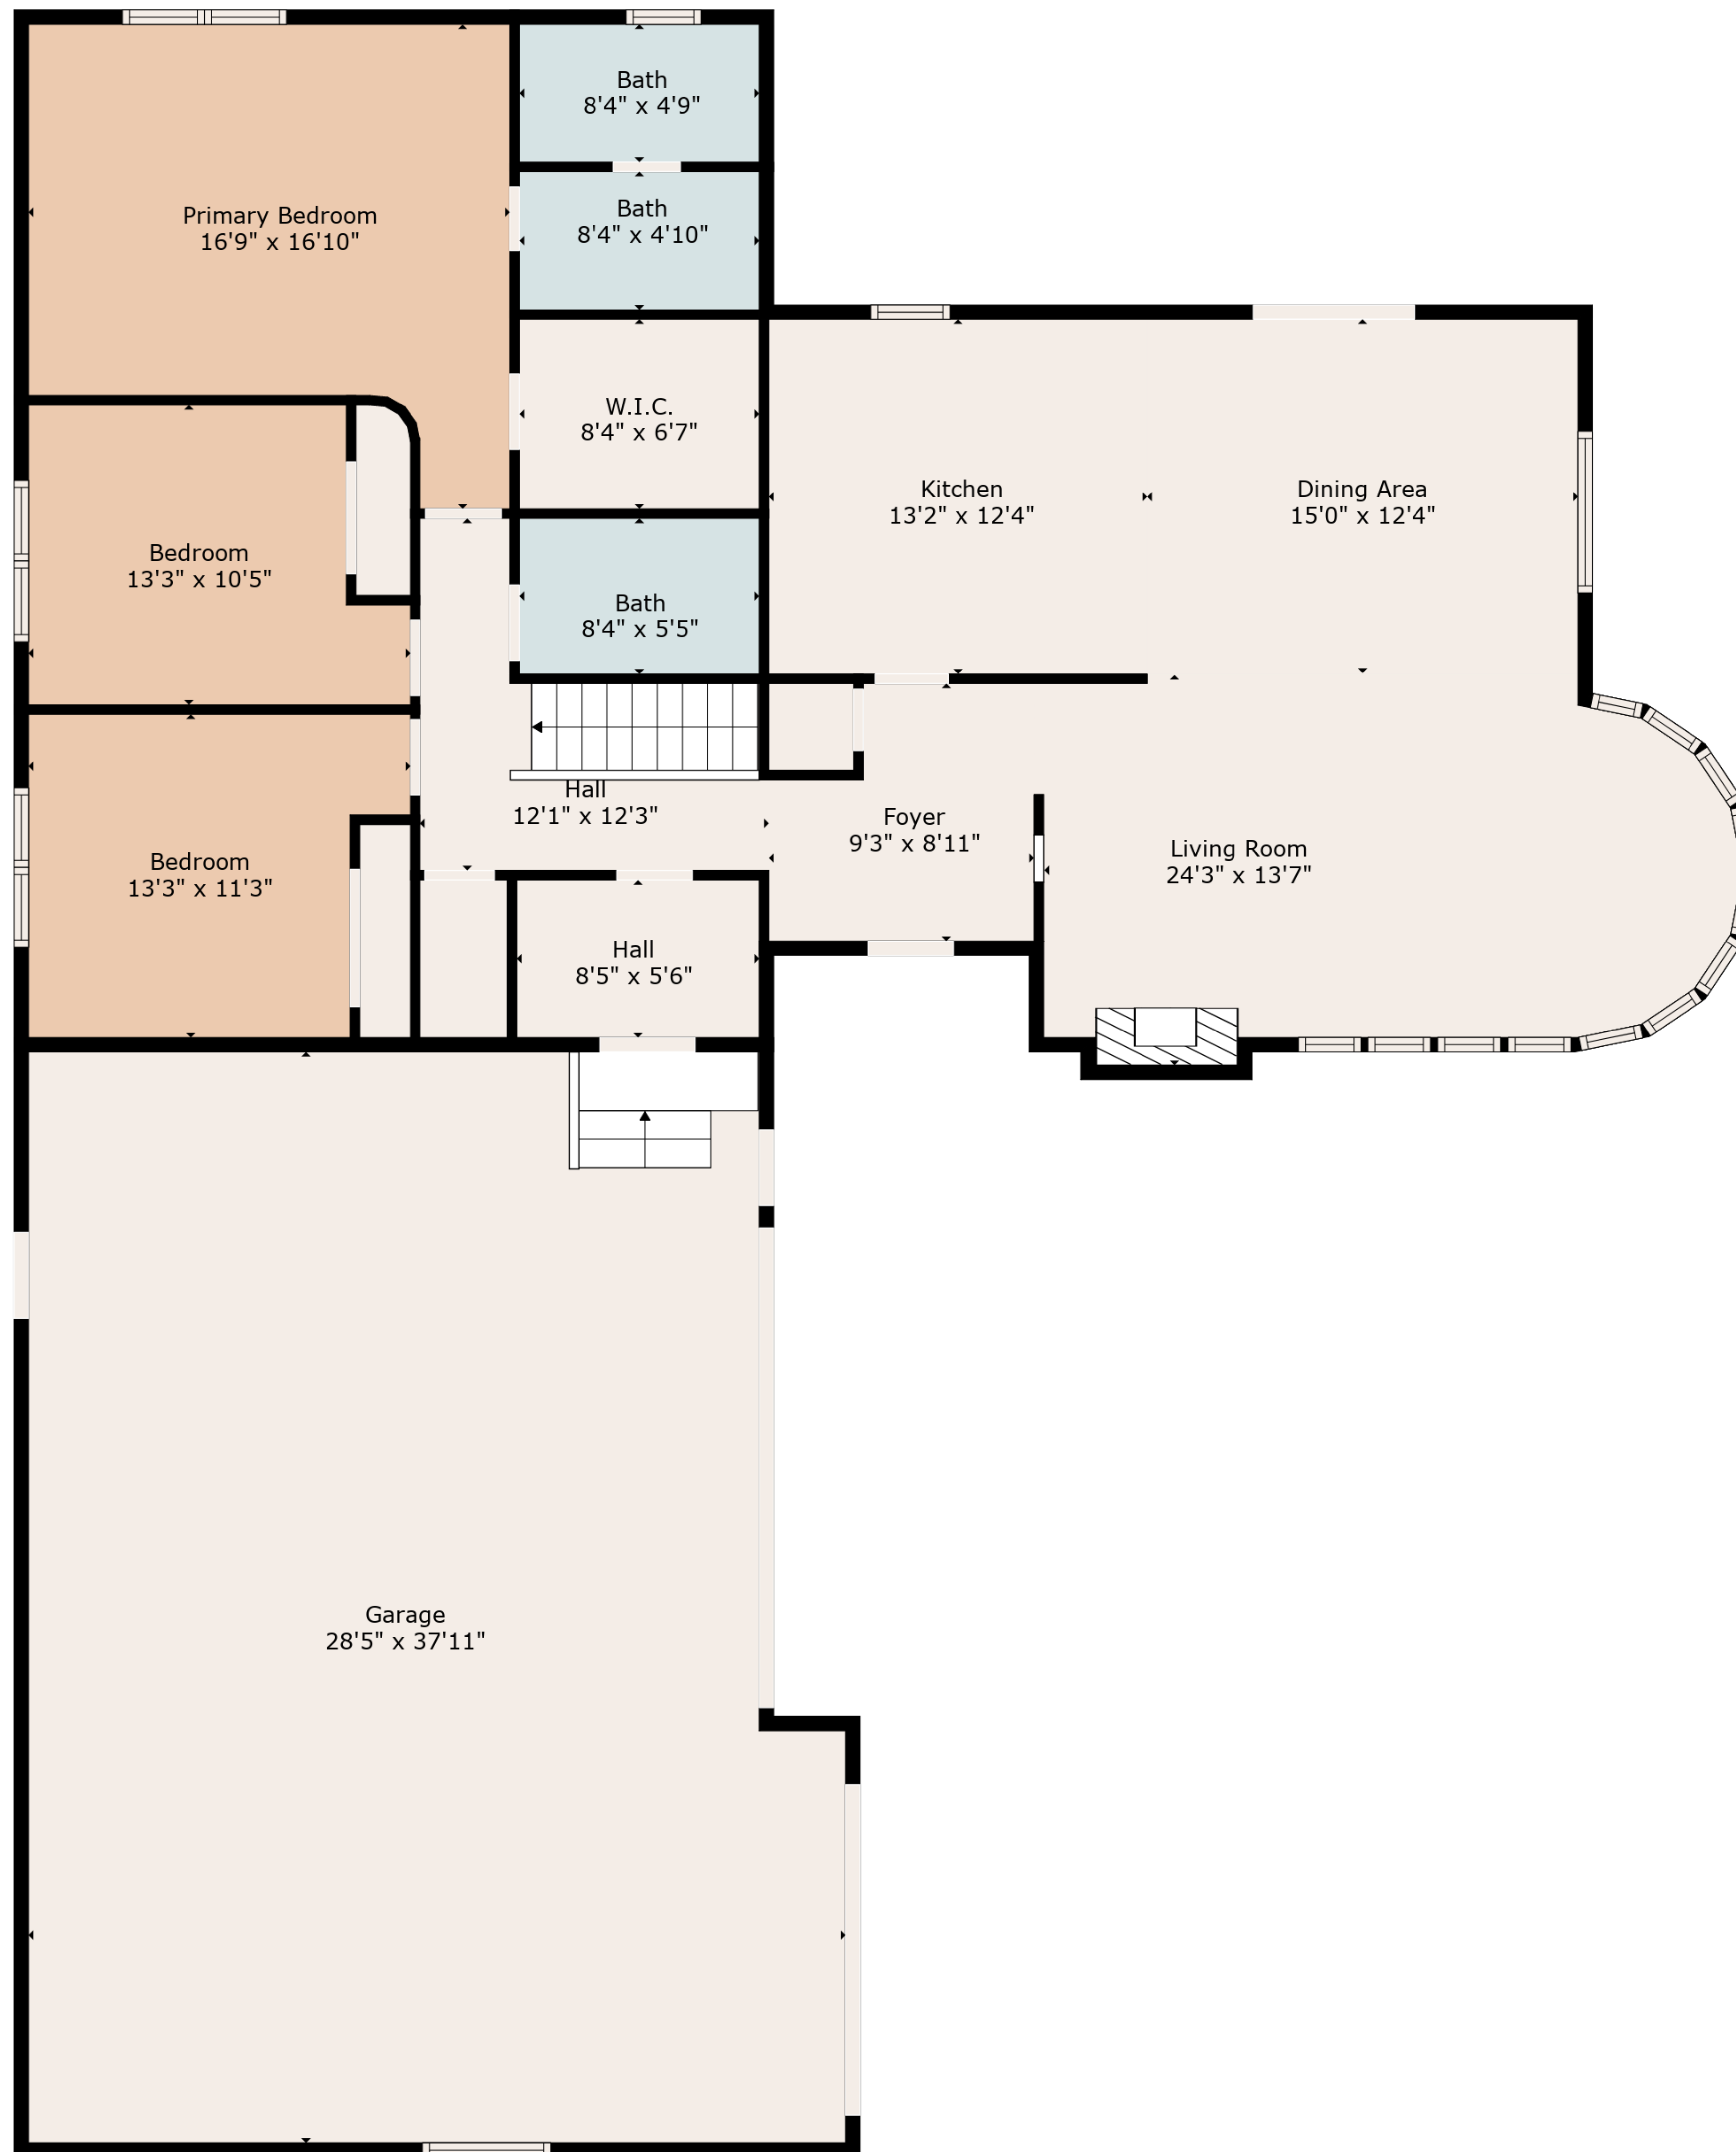 Bath
8'4" x 4'9"
Primary Bedroom
16'9" x 16'10"
Bath
8'4" x 4'10"
W.I.C.
8'4" x 6'7"
Kitchen
13'2" x 12'4"
Dining Area
15'0" x 12'4"
Bedroom
13'3" x 10'5"
Bath
8'4" x 5'5"
Hall
12'1" x 12'3"
Foyer
9'3" x 8'11"
Living Room
24'3" x 13'7"
Bedroom
13'3" x 11'3"
Hall
8'5" x 5'6"
Garage
28'5" x 37'11"